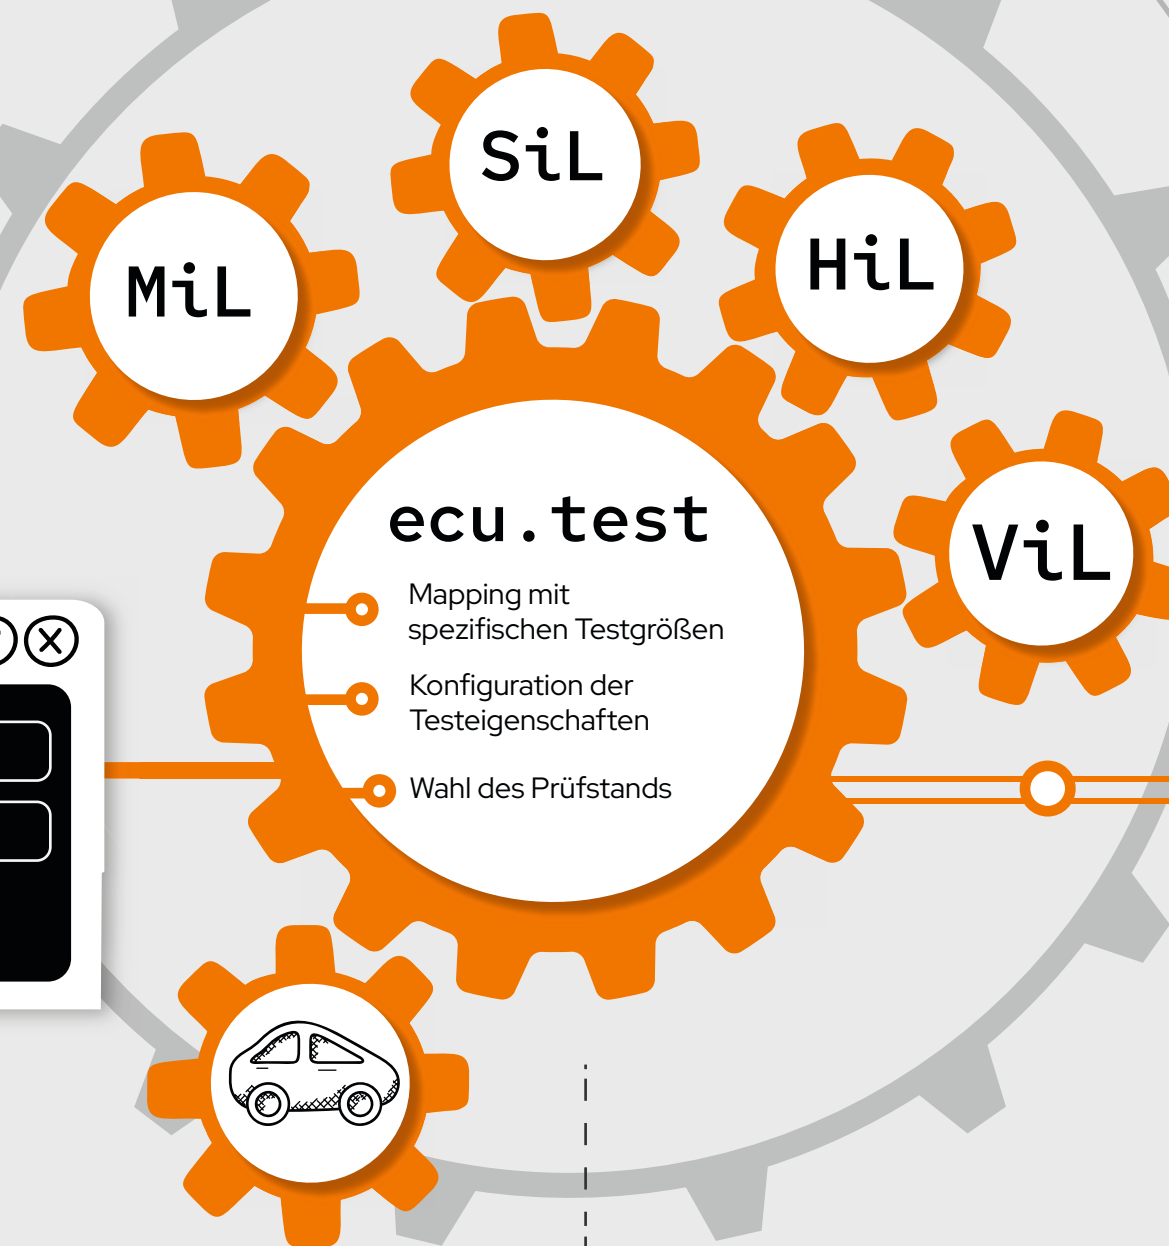 SiL
MiL
HiL
ViL
ecu.test
Mapping mit
spezifischen Testgrößen
Konfiguration der
Testeigenschaften
Wahl des Prüfstands